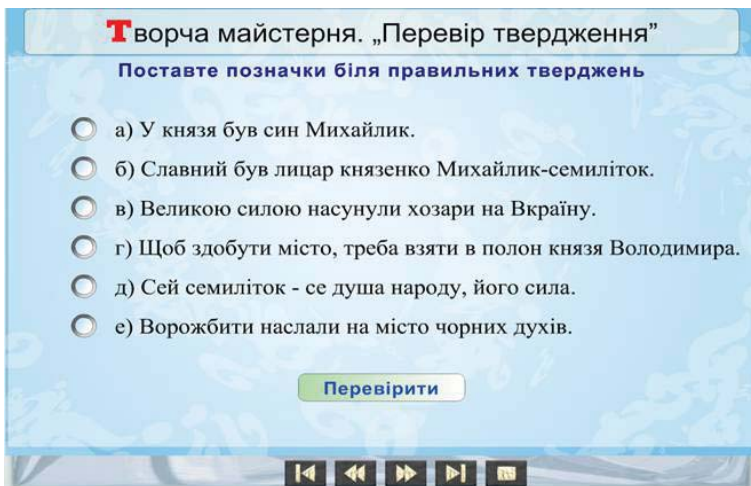 Творча майстерня. „Перевір твердження”
Поставте позначки біля правильних тверджень
а) У князя був син Михайлик.
б) Славний був лицар князенко Михайлик-семиліток.
в) Великою силою насунули хозари на Вкраїну.
г) Щоб здобути місто, треба взяти в полон князя Володимира.
д) Сей семиліток - се душа народу, його сила.
е) Ворожбити наслали на місто чорних духів.
Перевірити